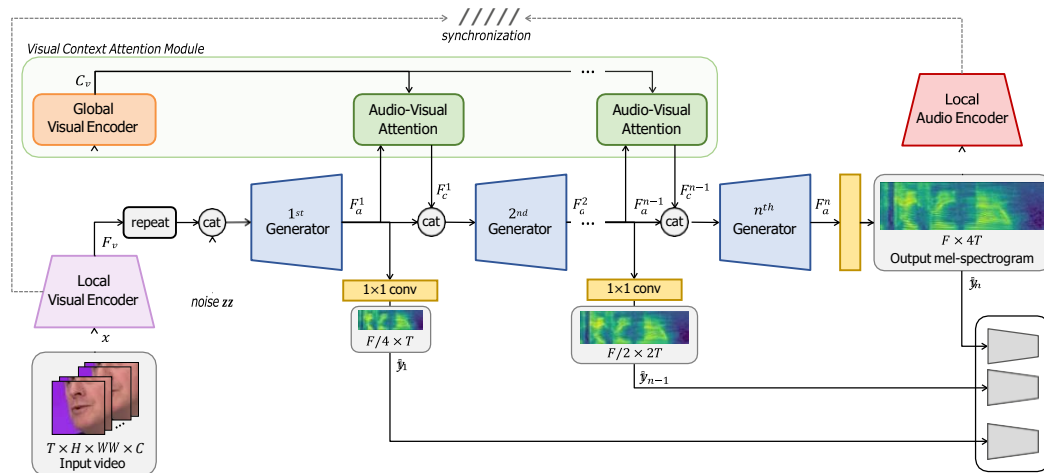 synchronization
Visual Context Attention Module
C_v
Global
Visual Encoder
Audio-Visual
Attention
...
Audio-Visual
Attention
Local
Audio Encoder
F_c^1
F_c^{n-1}
repeat
cat
1^{st}
Generator
F_a^1
cat
2^{nd}
Generator
F_a^2
...
F_a^{n-1}
cat
n^{th}
Generator
F_a^n
F × 4T
Output mel-spectrogram
F_v
Local
Visual Encoder
noise zz
1×1 conv
1×1 conv
ŷ_n
x
F/4 × T
F/2 × 2T
ŷ_1
ŷ_{n-1}
...
T × H × WW × C
Input video